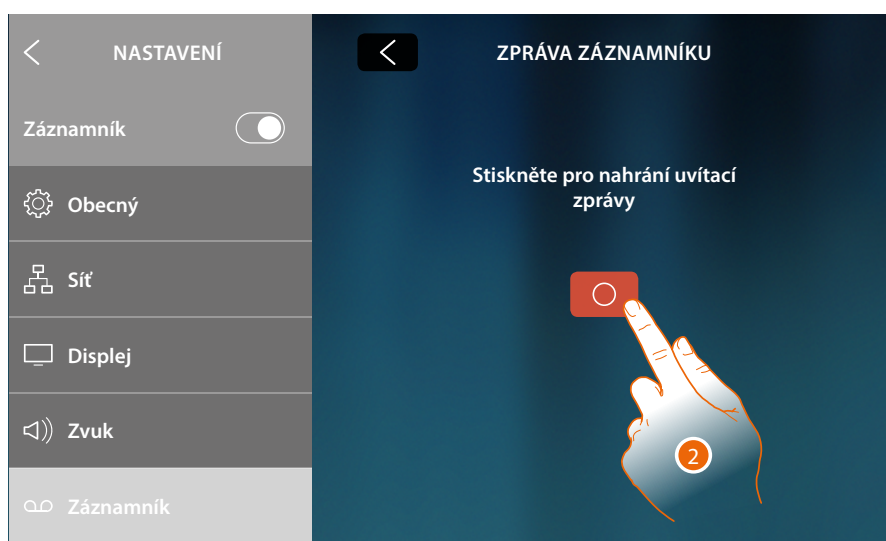 NASTAVENÍ
Záznamník
Obecný
Síť
Displej
Zvuk
Záznamník
ZPRÁVA ZÁZNAMNÍKU
Stiskněte pro nahrání uvítací
zprávy
2